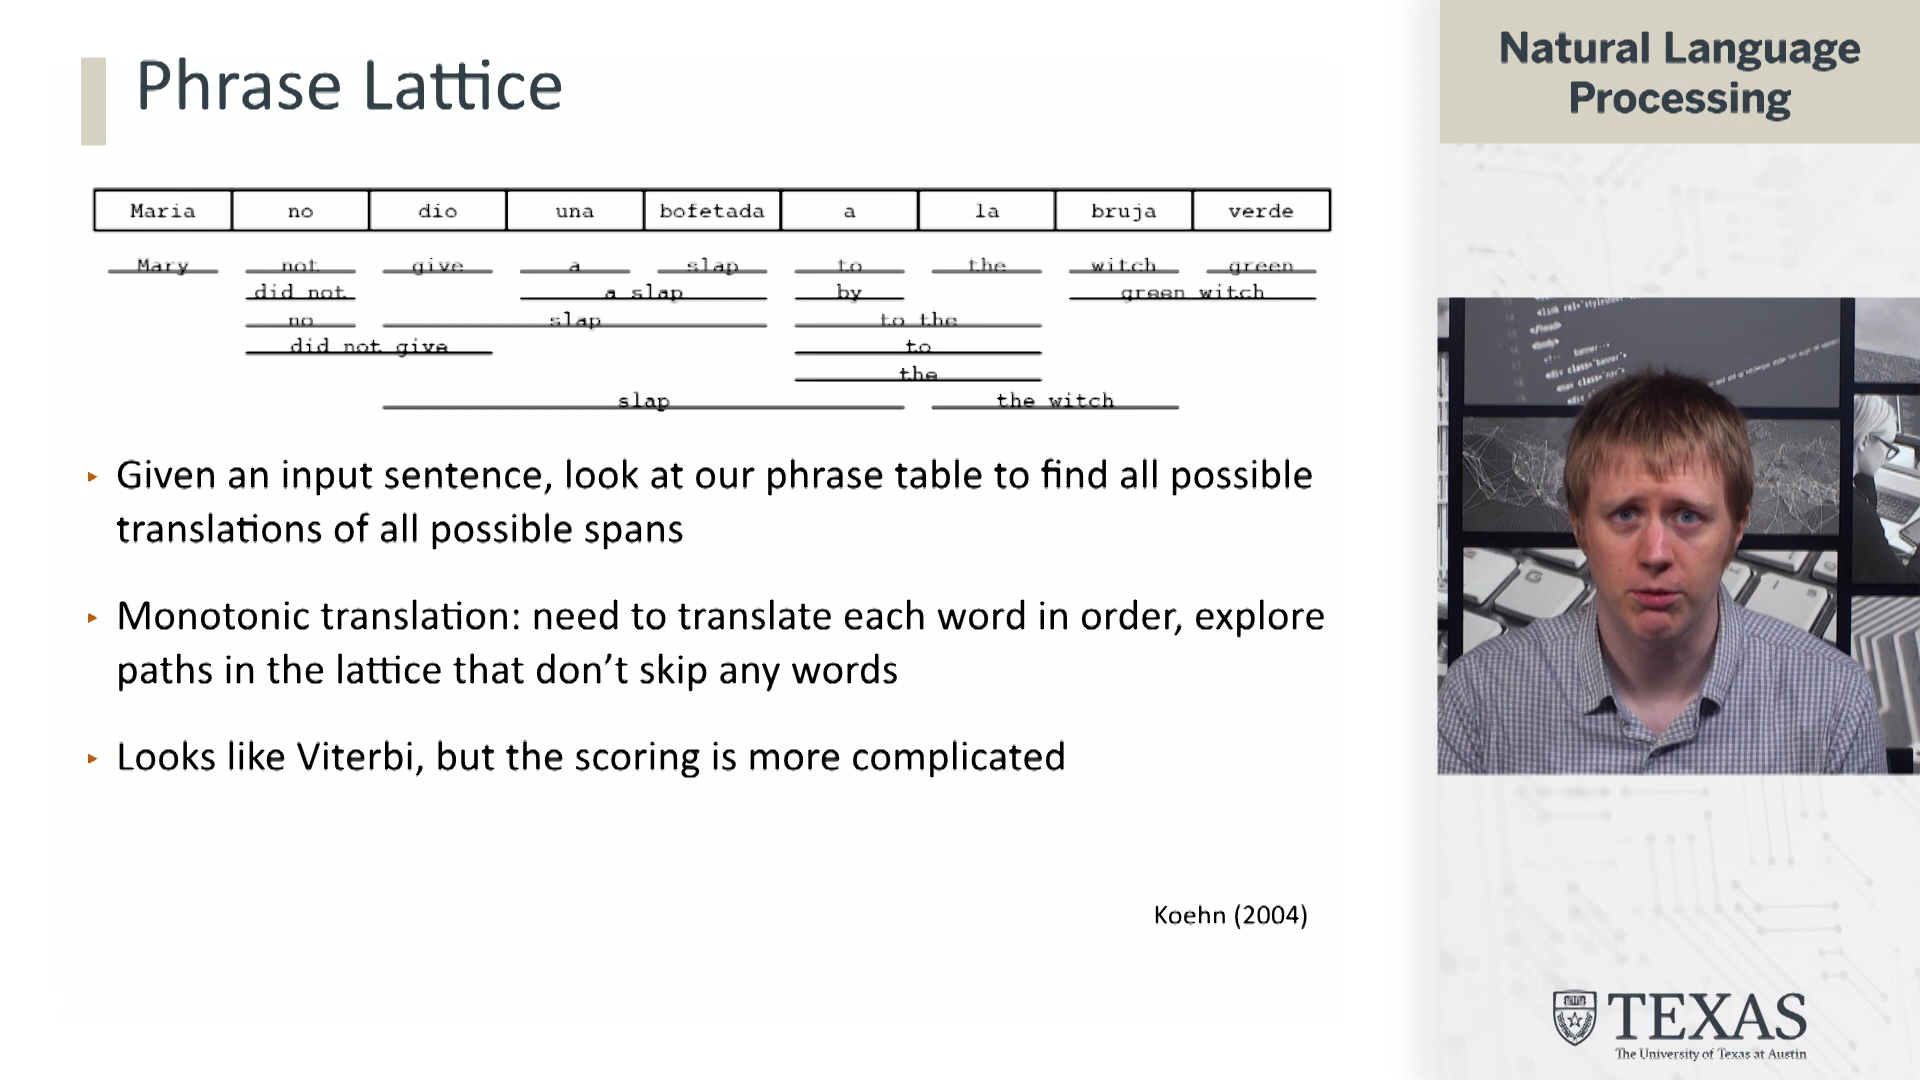 Phrase Lattice
Natural Language
Processing
Maria no dio una bofetada a la bruja verde
Mary not give a slap to the witch green
did not a slap by green witch
no slap to the
did not give to
the
slap the witch
▸ Given an input sentence, look at our phrase table to find all possible
translations of all possible spans
▸ Monotonic translation: need to translate each word in order, explore
paths in the lattice that don’t skip any words
▸ Looks like Viterbi, but the scoring is more complicated
Koehn (2004)
TEXAS
The University of Texas at Austin